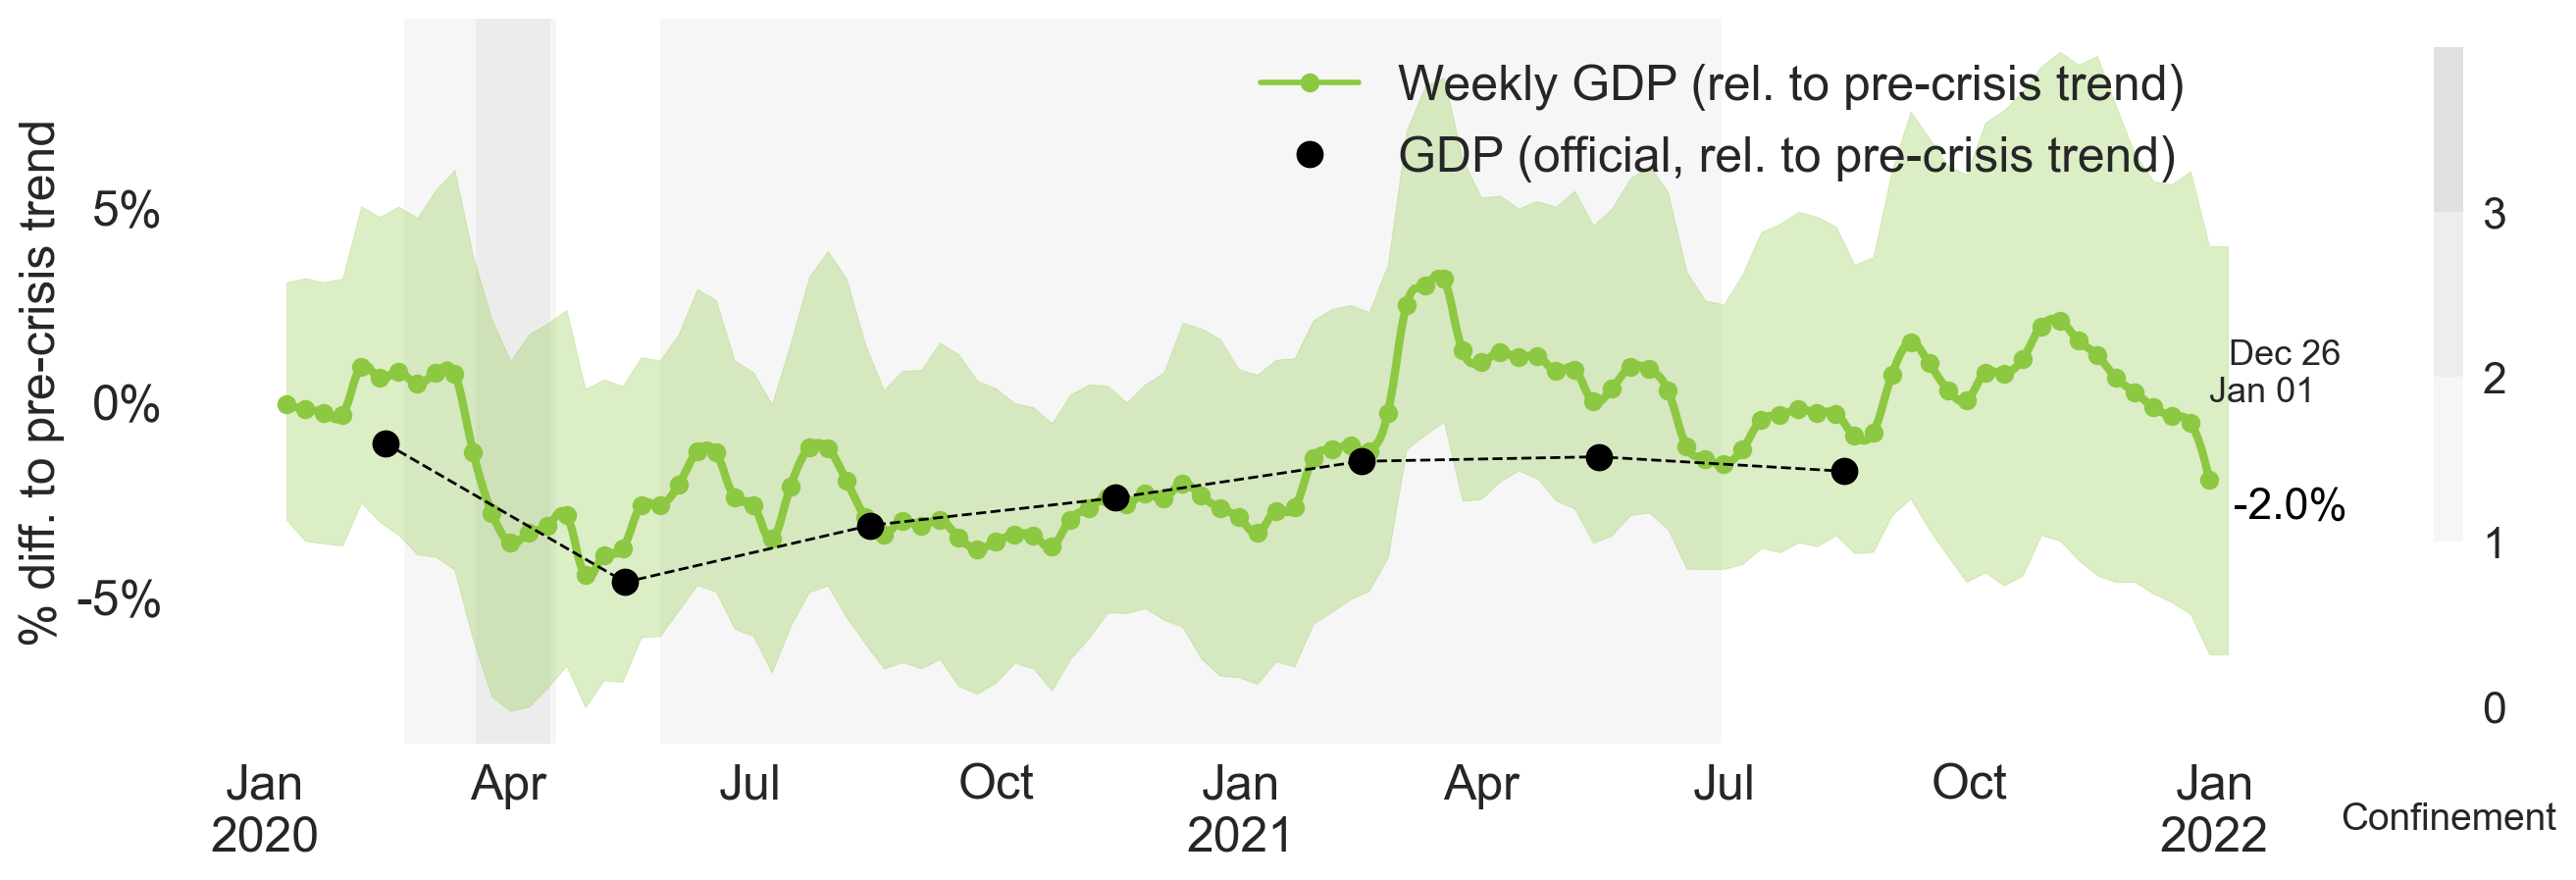 % diff. to pre-crisis trend
5%
0%
-5%
Weekly GDP (rel. to pre-crisis trend)
GDP (official, rel. to pre-crisis trend)
Dec 26
Jan 01
-2.0%
3
2
1
0
Jan
2020
Apr
Jul
Oct
Jan
2021
Apr
Jul
Oct
Jan
2022
Confinement